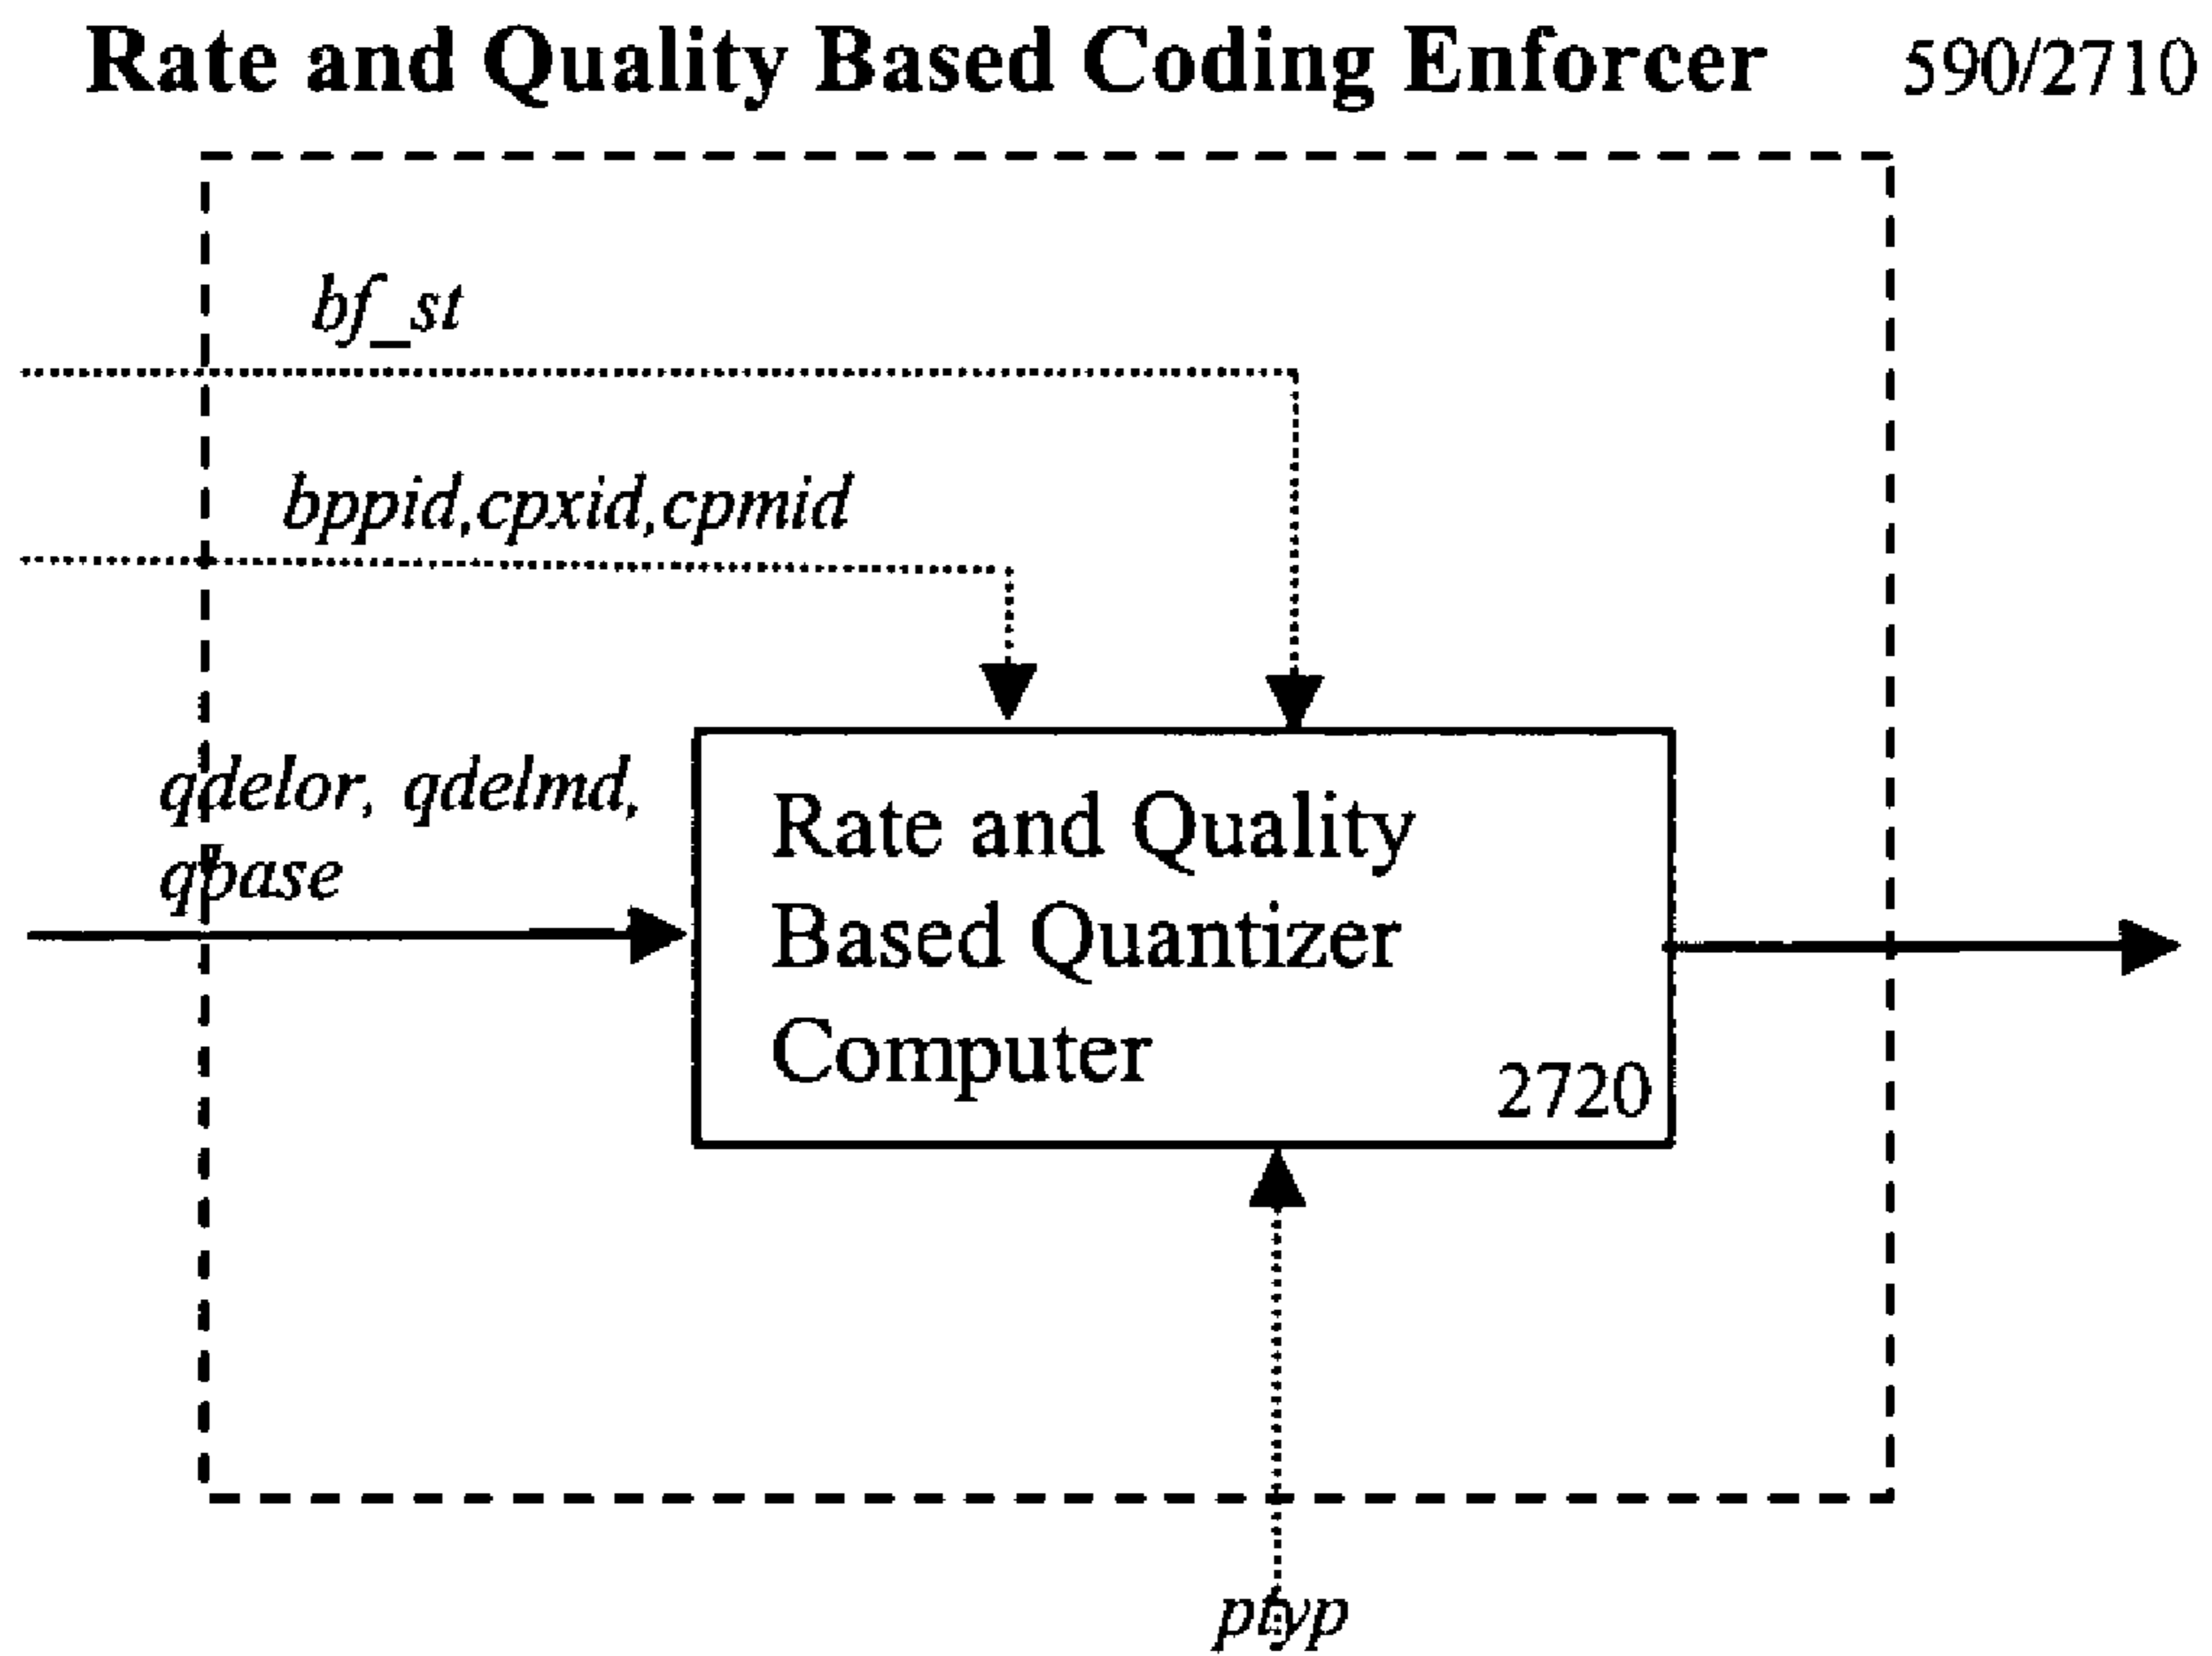 Rate and Quality Based Coding Enforcer 590/2710
bf_st
bppid,cpxid,cpmid
qdelor, qdelmd,
qbase
Rate and Quality
Based Quantizer
Computer
2720